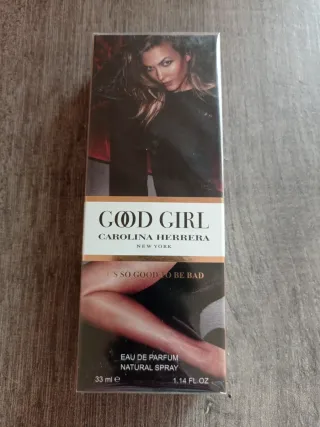 GOOD GIRL
CAROLINA HERRERA
NEW YORK
SO GOOD TO BE BAD
EAU DE PARFUM
NATURAL SPRAY
33 ml ℮ 1.14 FL OZ